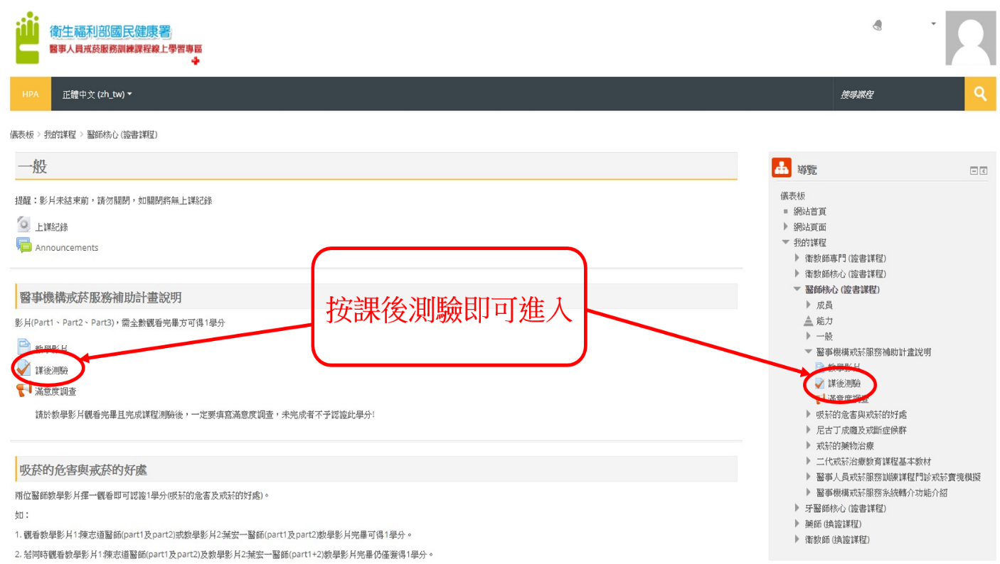 衛生福利部國民健康署
醫事人員戒菸服務訓練課程線上學習專區
HPA
正體中文 (zh_tw)
搜尋課程
儀表板 > 我的課程 > 醫師核心 (證書課程)
一般
提醒：影片未結束前，請勿關閉，如關閉將無上課紀錄
上課紀錄
Announcements
醫事機構戒菸服務補助計畫說明
影片(Part1、Part2、Part3)，需全數觀看完畢方可得1學分
教學影片
課後測驗
滿意度調查
請於教學影片觀看完畢且完成課程測驗後，一定要填寫滿意度調查，未完成者不予認證此學分!
吸菸的危害與戒菸的好處
兩位醫師教學影片擇一觀看即可認證1學分(吸菸的危害及戒菸的好處)。
如：
1. 觀看教學影片1:陳志道醫師(part1及part2)或教學影片2:葉宏一醫師(part1及part2)教學影片完畢可得1學分。
2. 若同時觀看教學影片1:陳志道醫師(part1及part2)及教學影片2:葉宏一醫師(part1+2)教學影片完畢仍僅獲得1學分。
按課後測驗即可進入
導覽
儀表板
網站首頁
網站頁面
我的課程
衛教師專門 (證書課程)
衛教師核心 (證書課程)
醫師核心 (證書課程)
成員
能力
一般
醫事機構戒菸服務補助計畫說明
教學影片
課後測驗
滿意度調查
吸菸的危害與戒菸的好處
尼古丁成癮及戒斷症候群
戒菸的藥物治療
二代戒菸治療教育課程基本教材
醫事人員戒菸服務訓練課程門診戒菸實境模擬
醫事機構戒菸服務系統轉介功能介紹
牙醫師核心 (證書課程)
藥師 (換證課程)
衛教師 (換證課程)